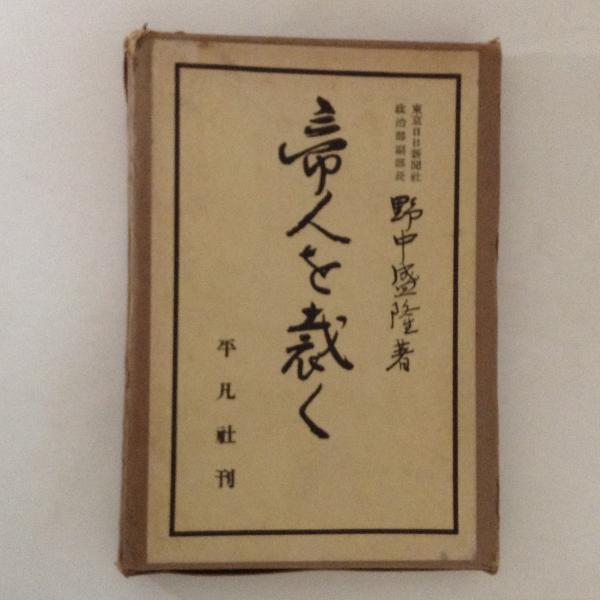 東京日日新聞社
政治部副部長
野中盛隆著
帝人を裁く
平凡社刊